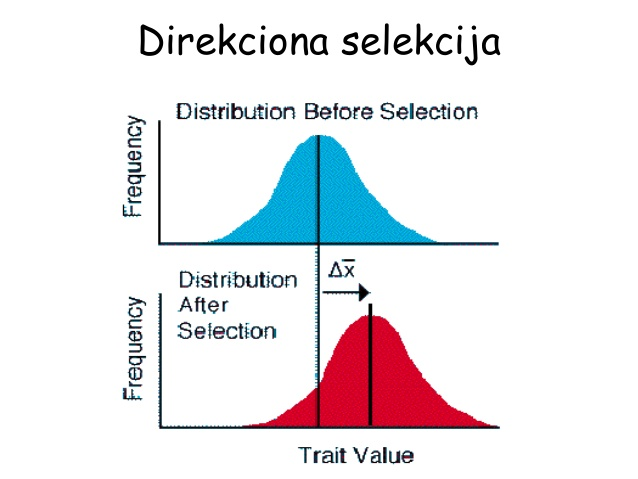 Direkciona selekcija
Distribution Before Selection
Frequency
Δx̅
Distribution
After
Selection
Frequency
Trait Value